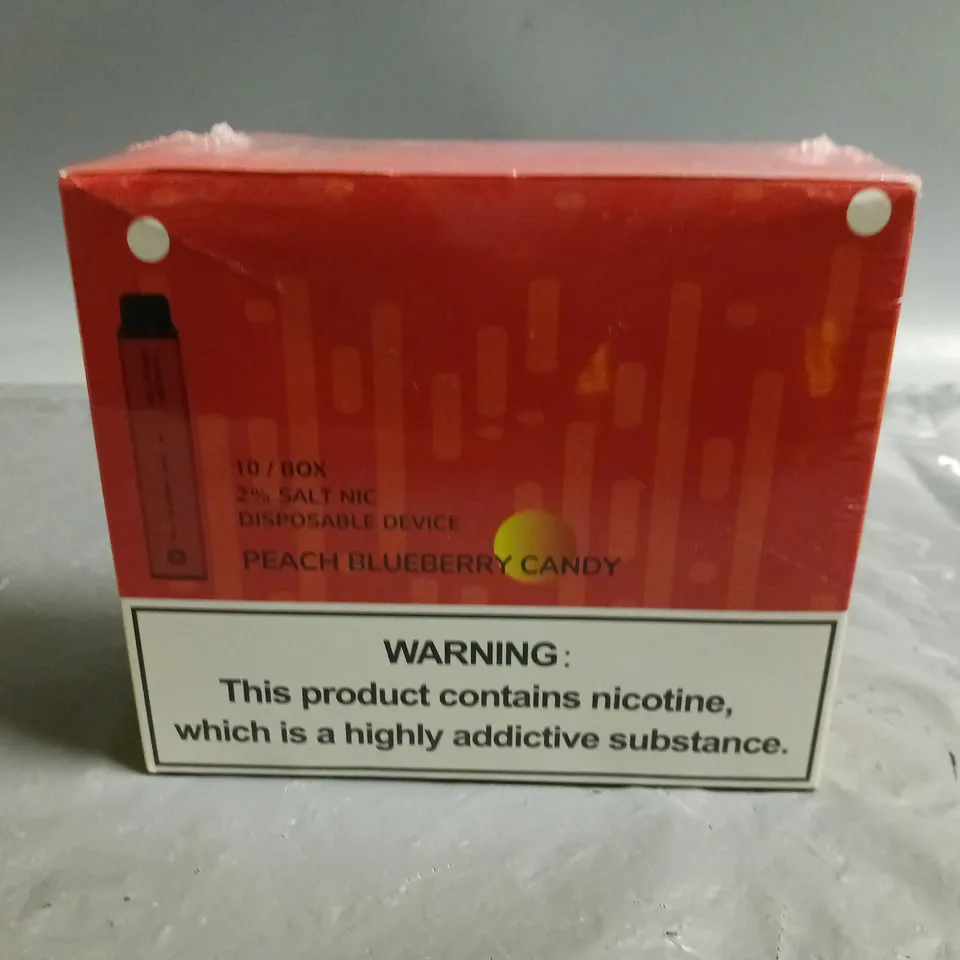 10 / BOX
2% SALT NIC
DISPOSABLE DEVICE
PEACH BLUEBERRY CANDY
WARNING:
This product contains nicotine,
which is a highly addictive substance.